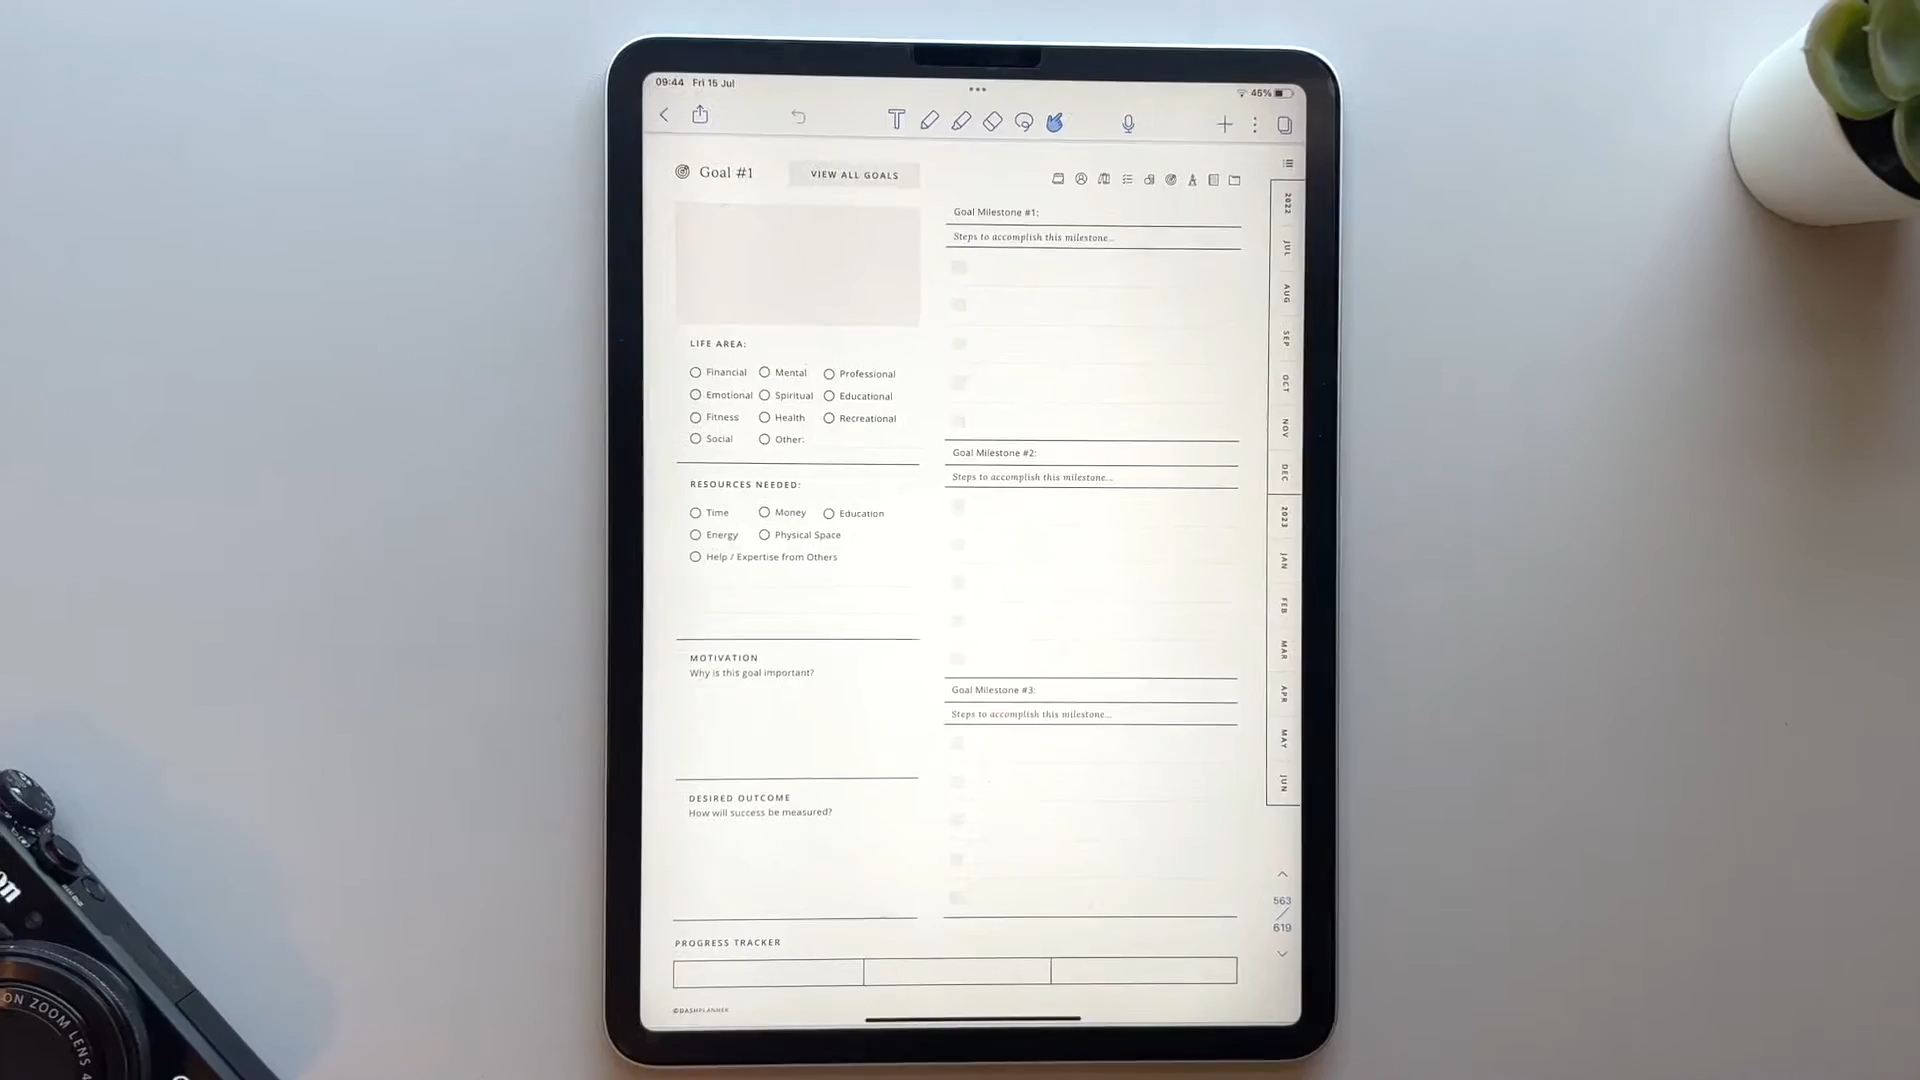 09:44 Fri 15 Jul
45%
Goal #1
VIEW ALL GOALS
LIFE AREA:
Financial Mental Professional
Emotional Spiritual Educational
Fitness Health Recreational
Social Other:
RESOURCES NEEDED:
Time Money Education
Energy Physical Space
Help / Expertise from Others
MOTIVATION
Why is this goal important?
DESIRED OUTCOME
How will success be measured?
Goal Milestone #1:
Steps to accomplish this milestone...
Goal Milestone #2:
Steps to accomplish this milestone...
Goal Milestone #3:
Steps to accomplish this milestone...
PROGRESS TRACKER
©DASHPLANNER
2022
JUL
AUG
SEP
OCT
NOV
DEC
2023
JAN
FEB
MAR
APR
MAY
JUN
563
619
ON ZOOM LENS